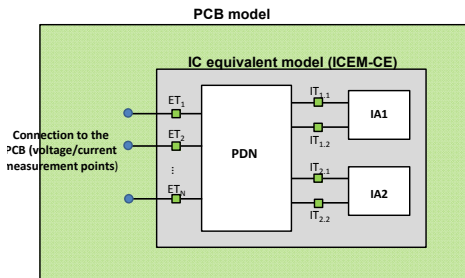 PCB model
IC equivalent model (ICEM-CE)
ET1
IT1.1
IA1
Connection to the
PCB (voltage/current
measurement points)
ET2
PDN
IT1.2
...
IT2.1
IA2
ETN
IT2.2